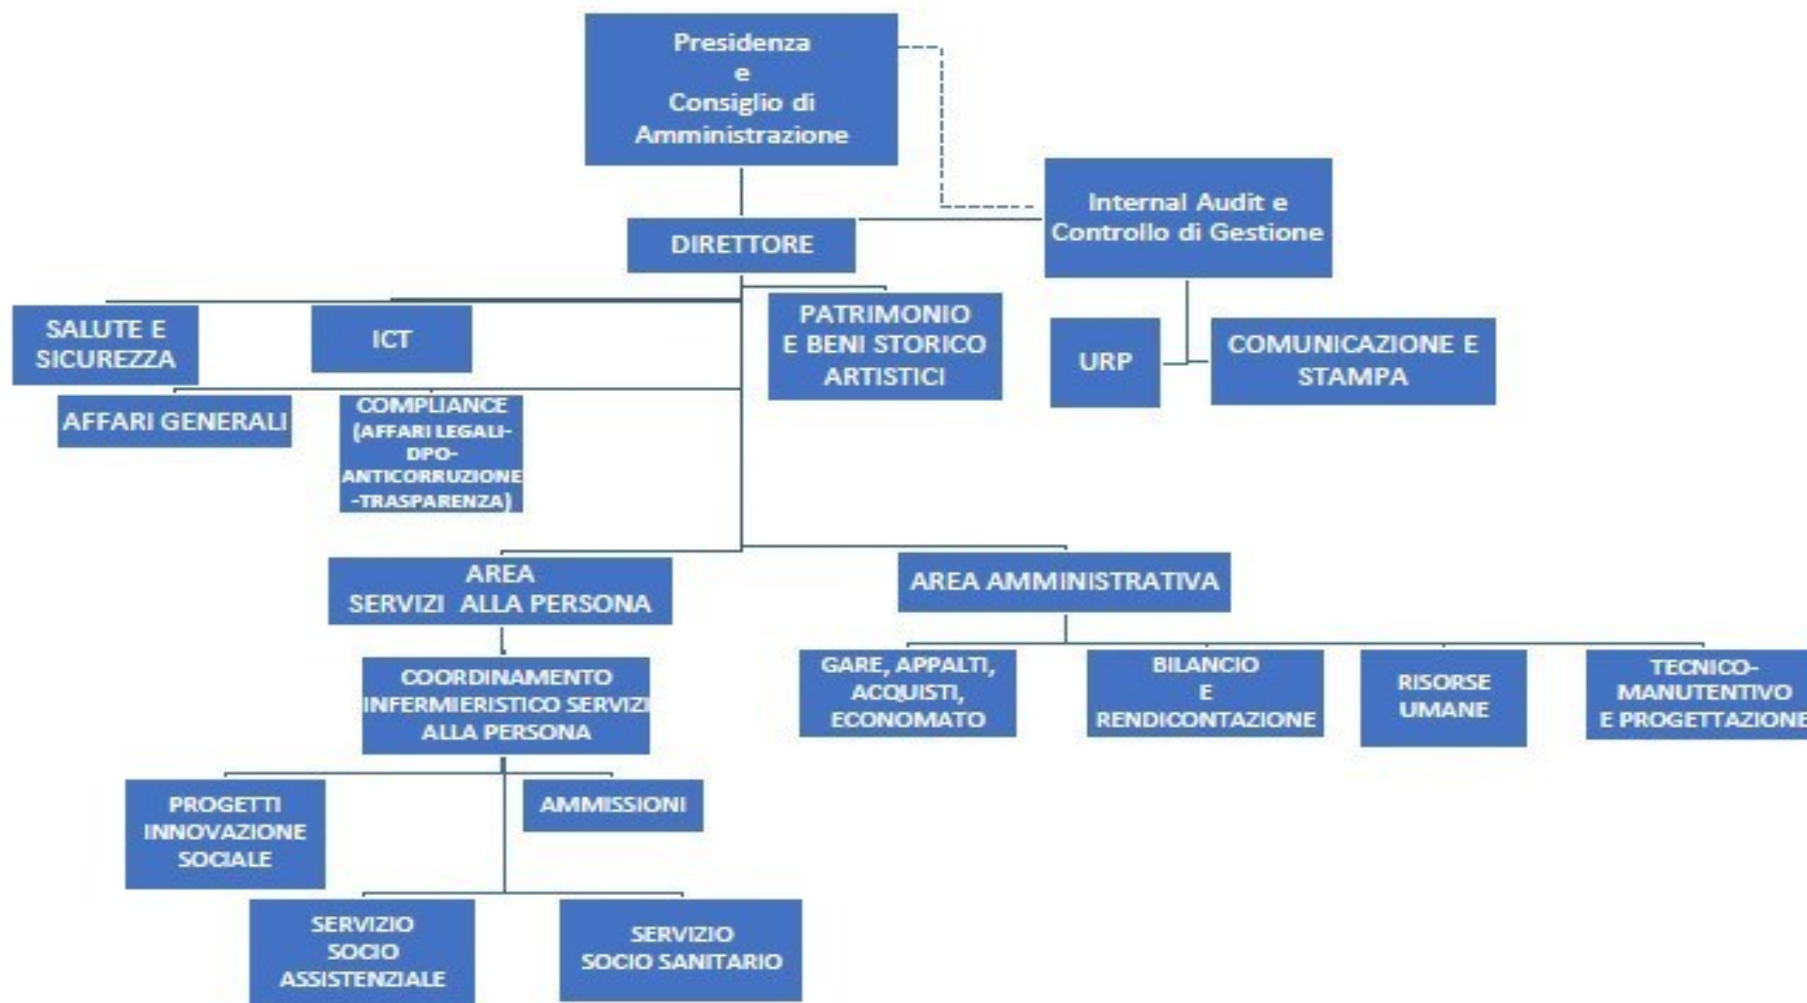 Presidenza
e
Consiglio di
Amministrazione
Internal Audit e
Controllo di Gestione
DIRETTORE
SALUTE E
SICUREZZA
ICT
PATRIMONIO
E BENI STORICO
ARTISTICI
URP
COMUNICAZIONE E
STAMPA
AFFARI GENERALI
COMPLIANCE
(AFFARI LEGALI-
DPO-
ANTICORRUZIONE
-TRASPARENZA)
AREA
SERVIZI ALLA PERSONA
AREA AMMINISTRATIVA
COORDINAMENTO
INFERMIERISTICO SERVIZI
ALLA PERSONA
GARE, APPALTI,
ACQUISTI,
ECONOMATO
BILANCIO
E
RENDICONTAZIONE
RISORSE
UMANE
TECNICO-
MANUTENTIVO
E PROGETTAZIONE
PROGETTI
INNOVAZIONE
SOCIALE
AMMISSIONI
SERVIZIO
SOCIO
ASSISTENZIALE
SERVIZIO
SOCIO SANITARIO